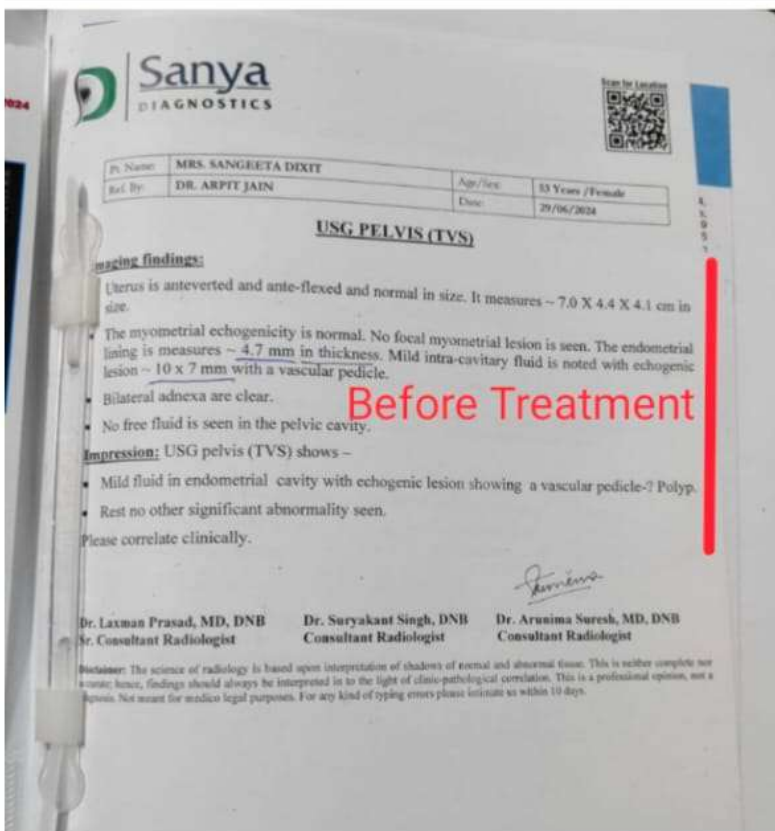 2024
Sanya
DIAGNOSTICS
Scan for Location
Pt. Name: MRS. SANGEETA DIXIT Age/Sex: 53 Years /Female
Ref. By: DR. ARPIT JAIN Date: 29/06/2024
USG PELVIS (TVS)
maging findings:
Uterus is anteverted and ante-flexed and normal in size. It measures ~ 7.0 X 4.4 X 4.1 cm in
size.
The myometrial echogenicity is normal. No focal myometrial lesion is seen. The endometrial
lining is measures ~ 4.7 mm in thickness. Mild intra-cavitary fluid is noted with echogenic
lesion ~ 10 x 7 mm with a vascular pedicle.
Bilateral adnexa are clear.
Before Treatment
No free fluid is seen in the pelvic cavity.
Impression: USG pelvis (TVS) shows –
Mild fluid in endometrial cavity with echogenic lesion showing a vascular pedicle-? Polyp.
Rest no other significant abnormality seen.
Please correlate clinically.
Dr. Laxman Prasad, MD, DNB Dr. Suryakant Singh, DNB Dr. Arunima Suresh, MD, DNB
Sr. Consultant Radiologist Consultant Radiologist Consultant Radiologist
Disclaimer: The science of radiology is based upon interpretation of shadows of normal and abnormal tissue. This is neither complete nor
accurate; hence, findings should always be interpreted in to the light of clinic-pathological correlation. This is a professional opinion, not a
diagnosis. Not meant for medico legal purposes. For any kind of typing errors please intimate us within 10 days.